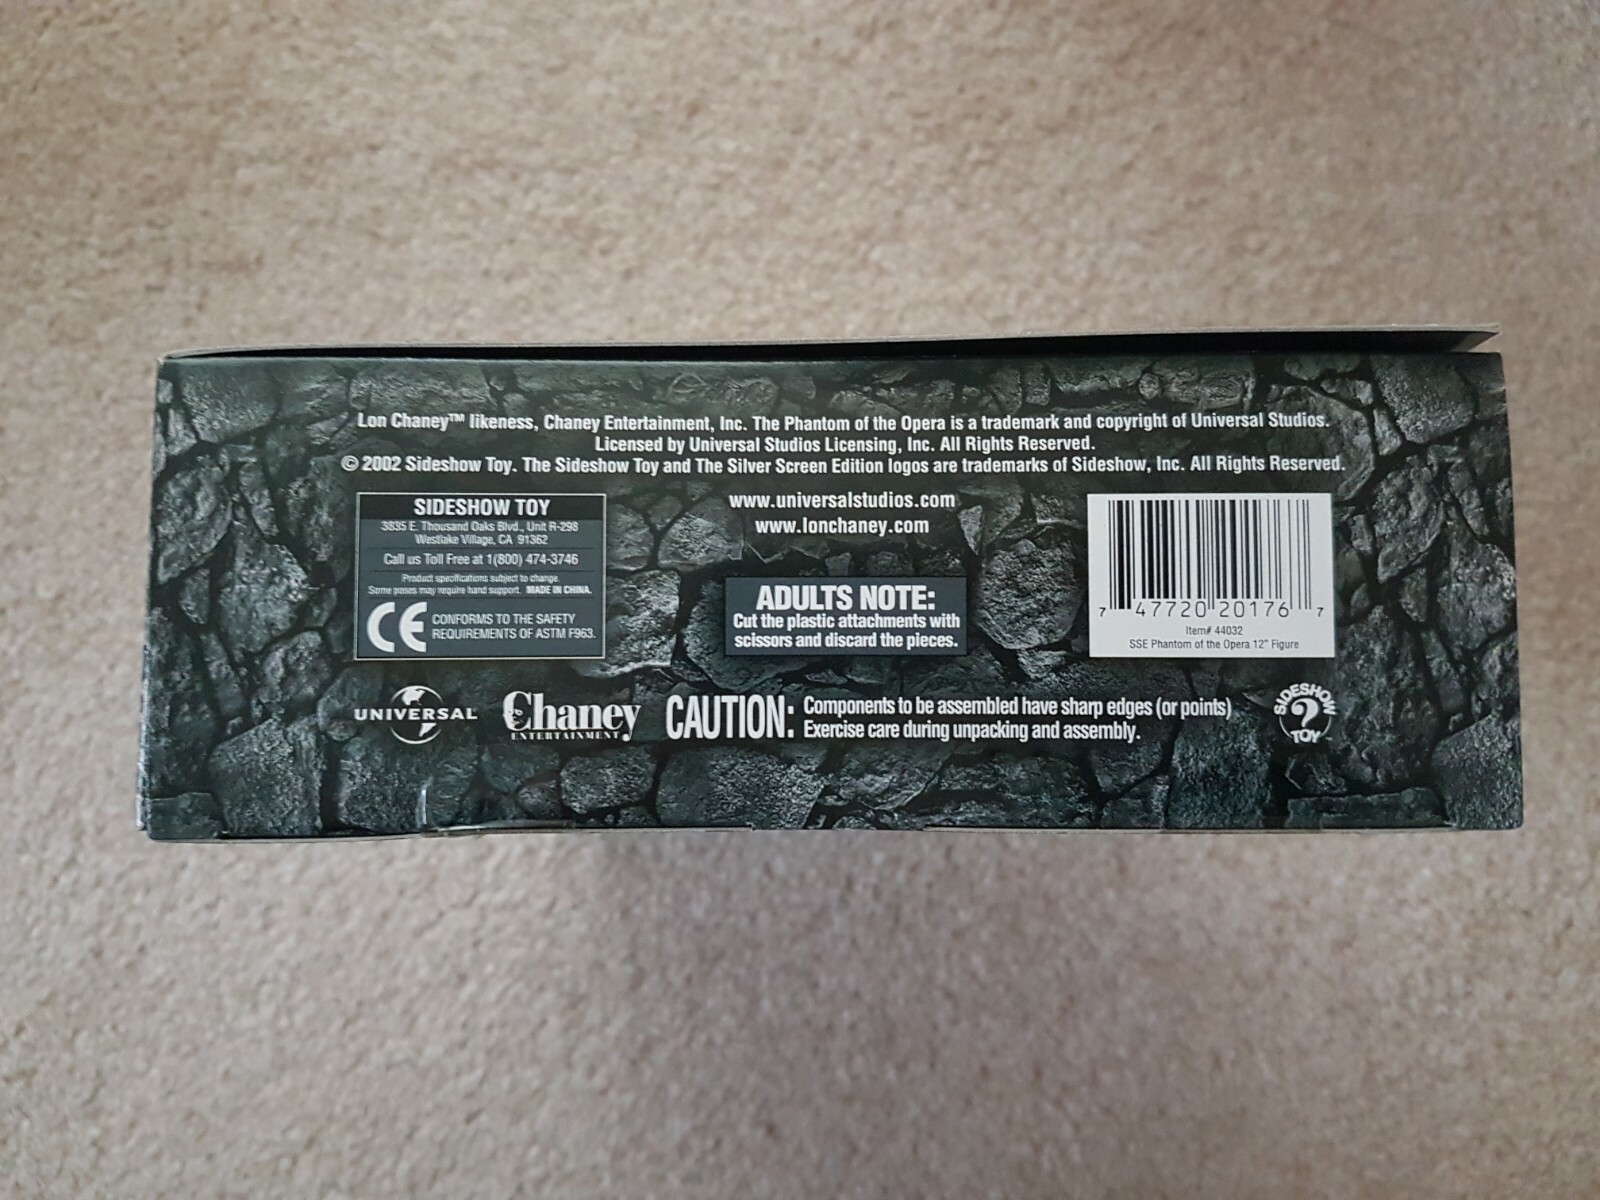 Lon Chaney™ likeness, Chaney Entertainment, Inc. The Phantom of the Opera is a trademark and copyright of Universal Studios.
Licensed by Universal Studios Licensing, Inc. All Rights Reserved.
© 2002 Sideshow Toy. The Sideshow Toy and The Silver Screen Edition logos are trademarks of Sideshow, Inc. All Rights Reserved.
SIDESHOW TOY
3835 E. Thousand Oaks Blvd., Unit R-298
Westlake Village, CA 91362
Call us Toll Free at 1(800) 474-3746
Product specifications subject to change.
Some poses may require hand support. MADE IN CHINA.
CE CONFORMS TO THE SAFETY
REQUIREMENTS OF ASTM F963.
www.universalstudios.com
www.lonchaney.com
ADULTS NOTE:
Cut the plastic attachments with
scissors and discard the pieces.
7 47720 20176 7
Item# 44032
SSE Phantom of the Opera 12" Figure
UNIVERSAL
Chaney
ENTERTAINMENT
CAUTION: Components to be assembled have sharp edges (or points)
Exercise care during unpacking and assembly.
SIDESHOW
?
TOY